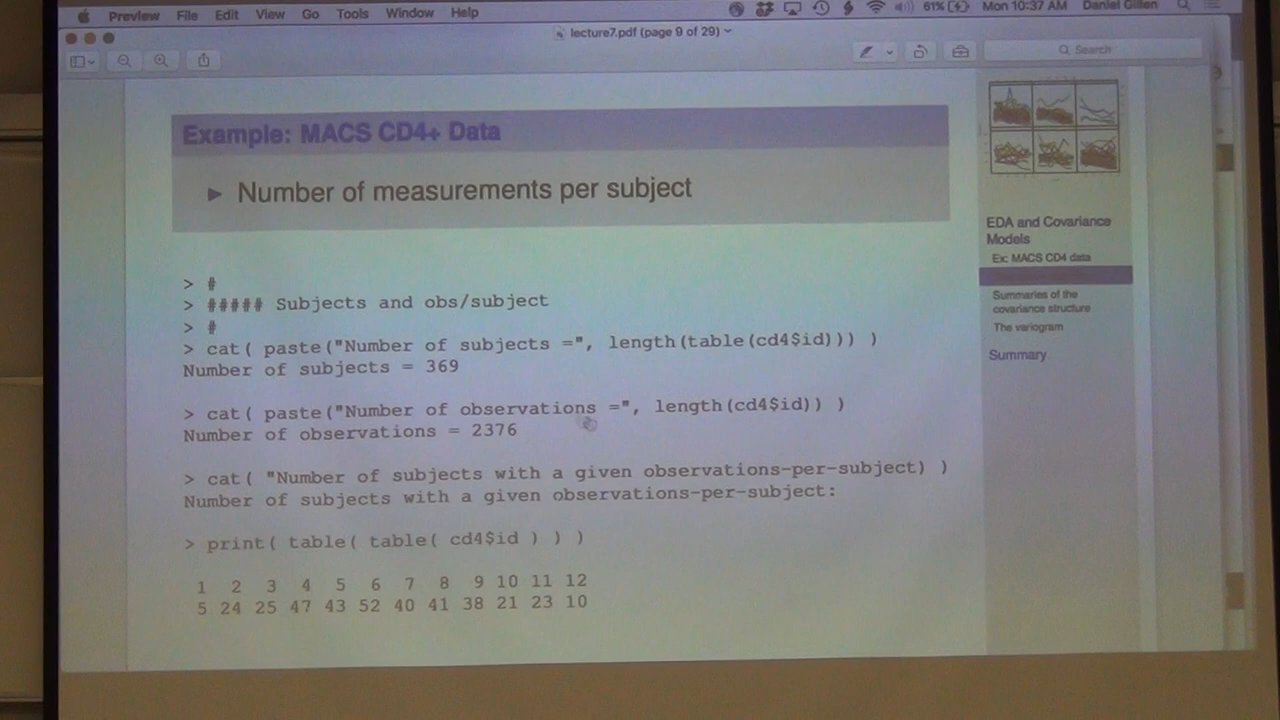 Preview File Edit View Go Tools Window Help 61% Mon 10:37 AM Daniel Gillen
lecture7.pdf (page 9 of 29)
Search
Example: MACS CD4+ Data
Number of measurements per subject
> #
> ##### Subjects and obs/subject
> #
> cat( paste("Number of subjects =", length(table(cd4$id))) )
Number of subjects = 369
> cat( paste("Number of observations =", length(cd4$id)) )
Number of observations = 2376
> cat( "Number of subjects with a given observations-per-subject) )
Number of subjects with a given observations-per-subject:
> print( table( table( cd4$id ) ) )
1 2 3 4 5 6 7 8 9 10 11 12
5 24 25 47 43 52 40 41 38 21 23 10
EDA and Covariance
Models
Ex: MACS CD4 data
Summaries of the
covariance structure
The variogram
Summary